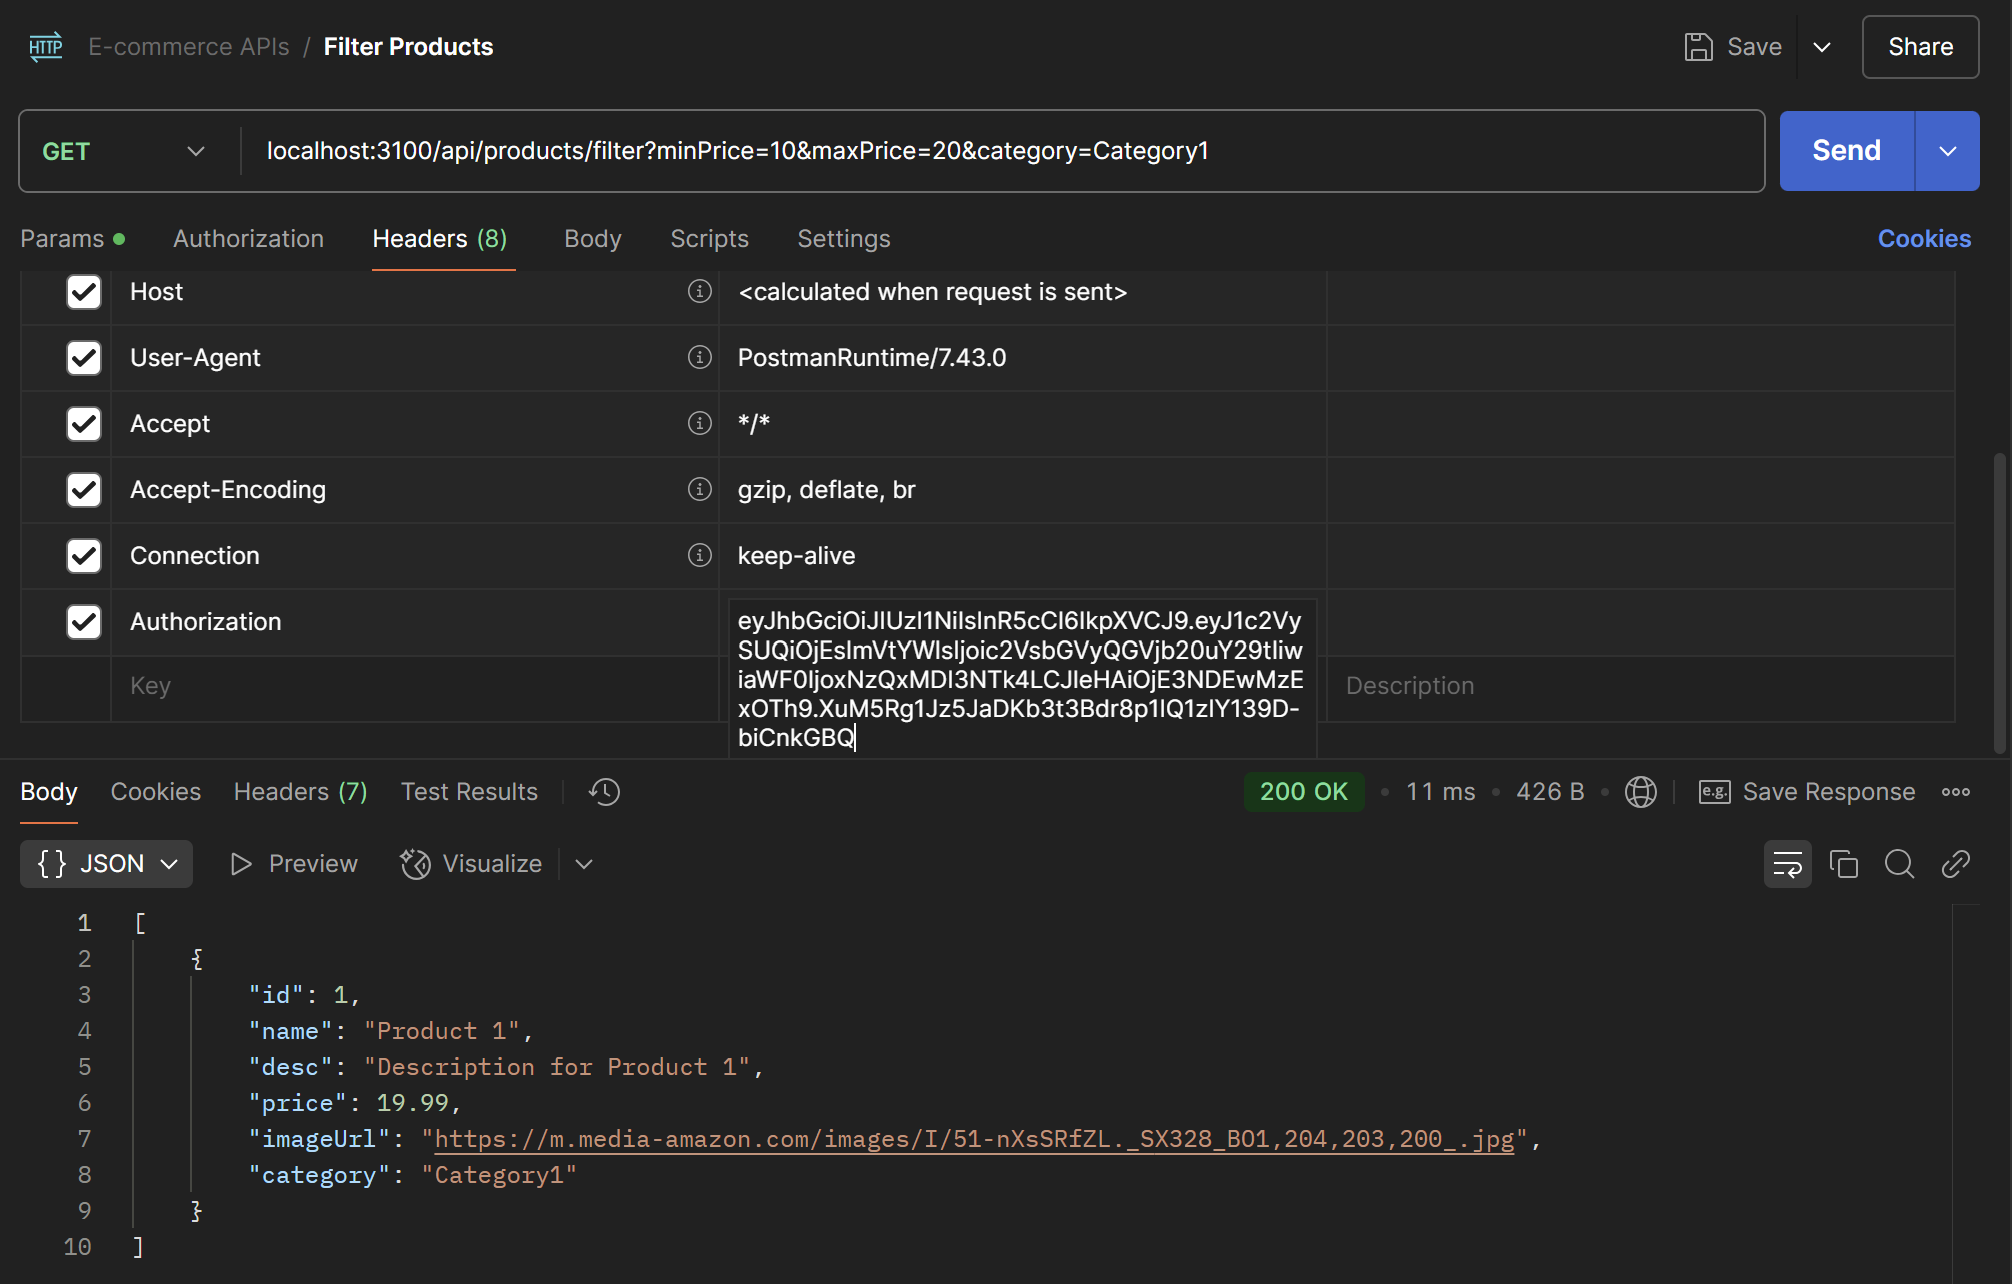 HTTP E-commerce APIs / Filter Products Save Share
GET localhost:3100/api/products/filter?minPrice=10&maxPrice=20&category=Category1 Send
Params Authorization Headers (8) Body Scripts Settings Cookies
Host <calculated when request is sent>
User-Agent PostmanRuntime/7.43.0
Accept */*
Accept-Encoding gzip, deflate, br
Connection keep-alive
Authorization eyJhbGciOiJIUzI1NiIsInR5cCI6IkpXVCJ9.eyJ1c2Vy
SUQiOjEsImVtYWlsIjoic2VsbGVyQGVjb20uY29tIiw
iaWF0IjoxNzQxMDI3NTk4LCJleHAiOjE3NDEwMzE
xOTh9.XuM5Rg1Jz5JaDKb3t3Bdr8p1lQ1zlY139D-
biCnkGBQ
Key Description
Body Cookies Headers (7) Test Results 200 OK • 11 ms • 426 B • e.g. Save Response
{} JSON Preview Visualize
1 [
2 {
3 "id": 1,
4 "name": "Product 1",
5 "desc": "Description for Product 1",
6 "price": 19.99,
7 "imageUrl": "https://m.media-amazon.com/images/I/51-nXsSRfZL._SX328_BO1,204,203,200_.jpg",
8 "category": "Category1"
9 }
10 ]